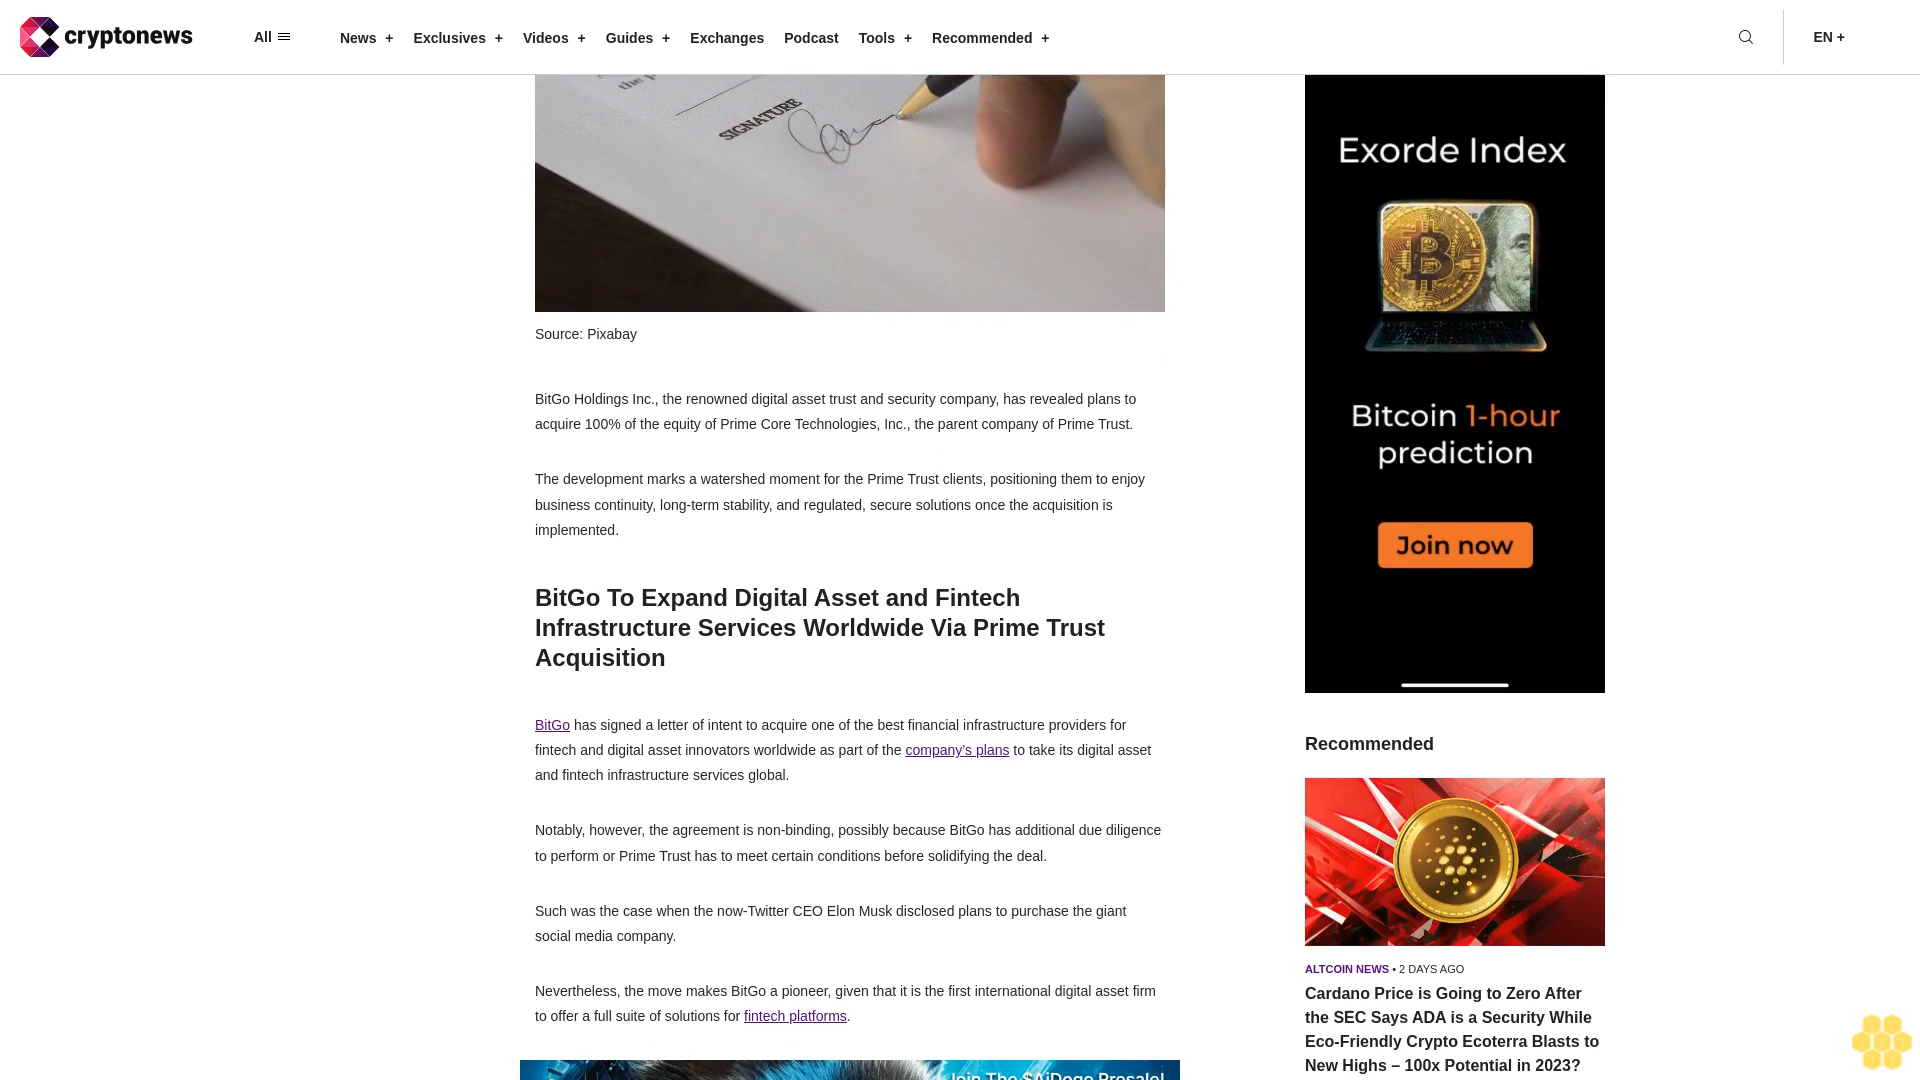 cryptonews
All
News +
Exclusives +
Videos +
Guides +
Exchanges
Podcast
Tools +
Recommended +
EN +
the p
SIGNATURE
Source: Pixabay
BitGo Holdings Inc., the renowned digital asset trust and security company, has revealed plans to
acquire 100% of the equity of Prime Core Technologies, Inc., the parent company of Prime Trust.
The development marks a watershed moment for the Prime Trust clients, positioning them to enjoy
business continuity, long-term stability, and regulated, secure solutions once the acquisition is
implemented.
BitGo To Expand Digital Asset and Fintech
Infrastructure Services Worldwide Via Prime Trust
Acquisition
BitGo has signed a letter of intent to acquire one of the best financial infrastructure providers for
fintech and digital asset innovators worldwide as part of the company's plans to take its digital asset
and fintech infrastructure services global.
Notably, however, the agreement is non-binding, possibly because BitGo has additional due diligence
to perform or Prime Trust has to meet certain conditions before solidifying the deal.
Such was the case when the now-Twitter CEO Elon Musk disclosed plans to purchase the giant
social media company.
Nevertheless, the move makes BitGo a pioneer, given that it is the first international digital asset firm
to offer a full suite of solutions for fintech platforms.
Join The $AiDoge Presale!
Exorde Index
Bitcoin 1-hour
prediction
Join now
Recommended
ALTCOIN NEWS • 2 DAYS AGO
Cardano Price is Going to Zero After
the SEC Says ADA is a Security While
Eco-Friendly Crypto Ecoterra Blasts to
New Highs – 100x Potential in 2023?